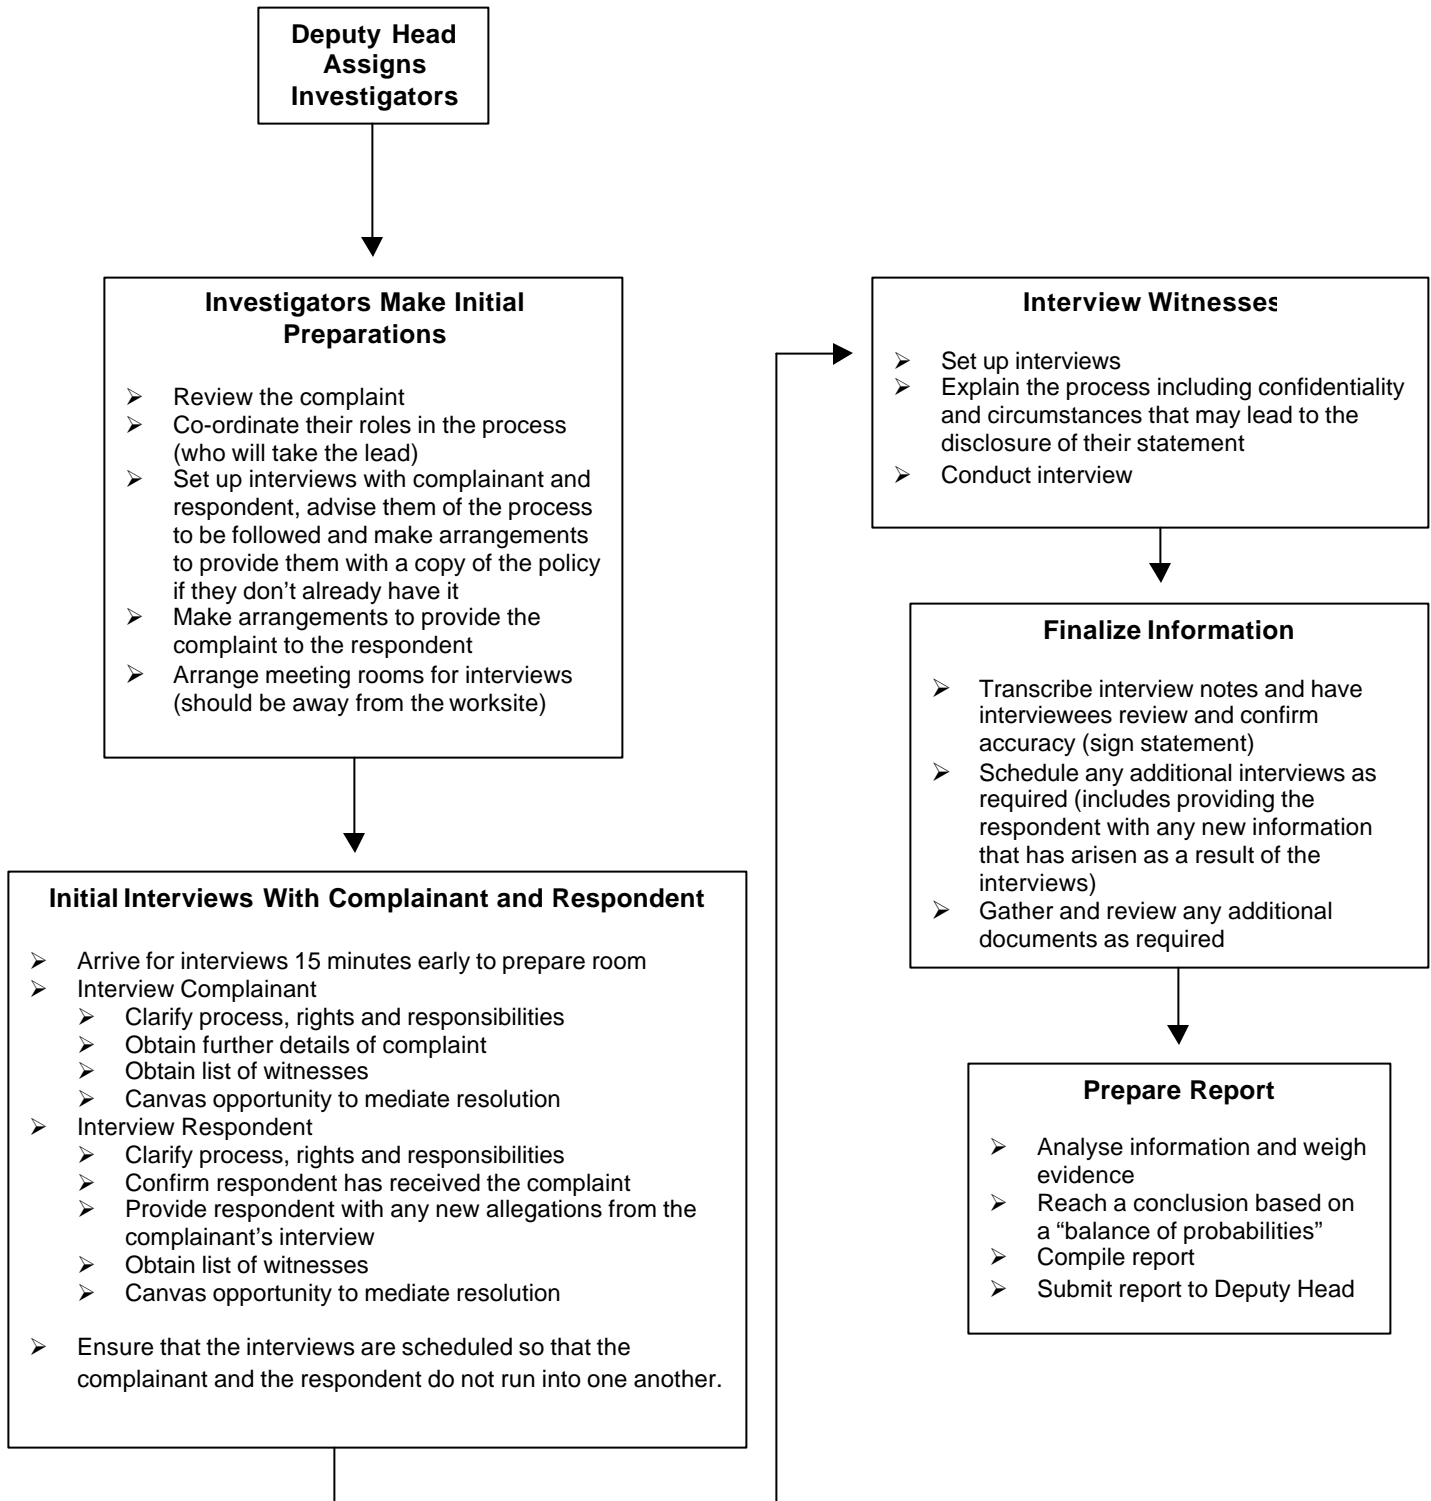 Deputy Head
Assigns
Investigators
Investigators Make Initial
Preparations
➢ Review the complaint
➢ Co-ordinate their roles in the process
(who will take the lead)
➢ Set up interviews with complainant and
respondent, advise them of the process
to be followed and make arrangements
to provide them with a copy of the policy
if they don’t already have it
➢ Make arrangements to provide the
complaint to the respondent
➢ Arrange meeting rooms for interviews
(should be away from the worksite)
Initial Interviews With Complainant and Respondent
➢ Arrive for interviews 15 minutes early to prepare room
➢ Interview Complainant
➢ Clarify process, rights and responsibilities
➢ Obtain further details of complaint
➢ Obtain list of witnesses
➢ Canvas opportunity to mediate resolution
➢ Interview Respondent
➢ Clarify process, rights and responsibilities
➢ Confirm respondent has received the complaint
➢ Provide respondent with any new allegations from the
complainant’s interview
➢ Obtain list of witnesses
➢ Canvas opportunity to mediate resolution
➢ Ensure that the interviews are scheduled so that the
complainant and the respondent do not run into one another.
Interview Witnesses
➢ Set up interviews
➢ Explain the process including confidentiality
and circumstances that may lead to the
disclosure of their statement
➢ Conduct interview
Finalize Information
➢ Transcribe interview notes and have
interviewees review and confirm
accuracy (sign statement)
➢ Schedule any additional interviews as
required (includes providing the
respondent with any new information
that has arisen as a result of the
interviews)
➢ Gather and review any additional
documents as required
Prepare Report
➢ Analyse information and weigh
evidence
➢ Reach a conclusion based on
a “balance of probabilities”
➢ Compile report
➢ Submit report to Deputy Head